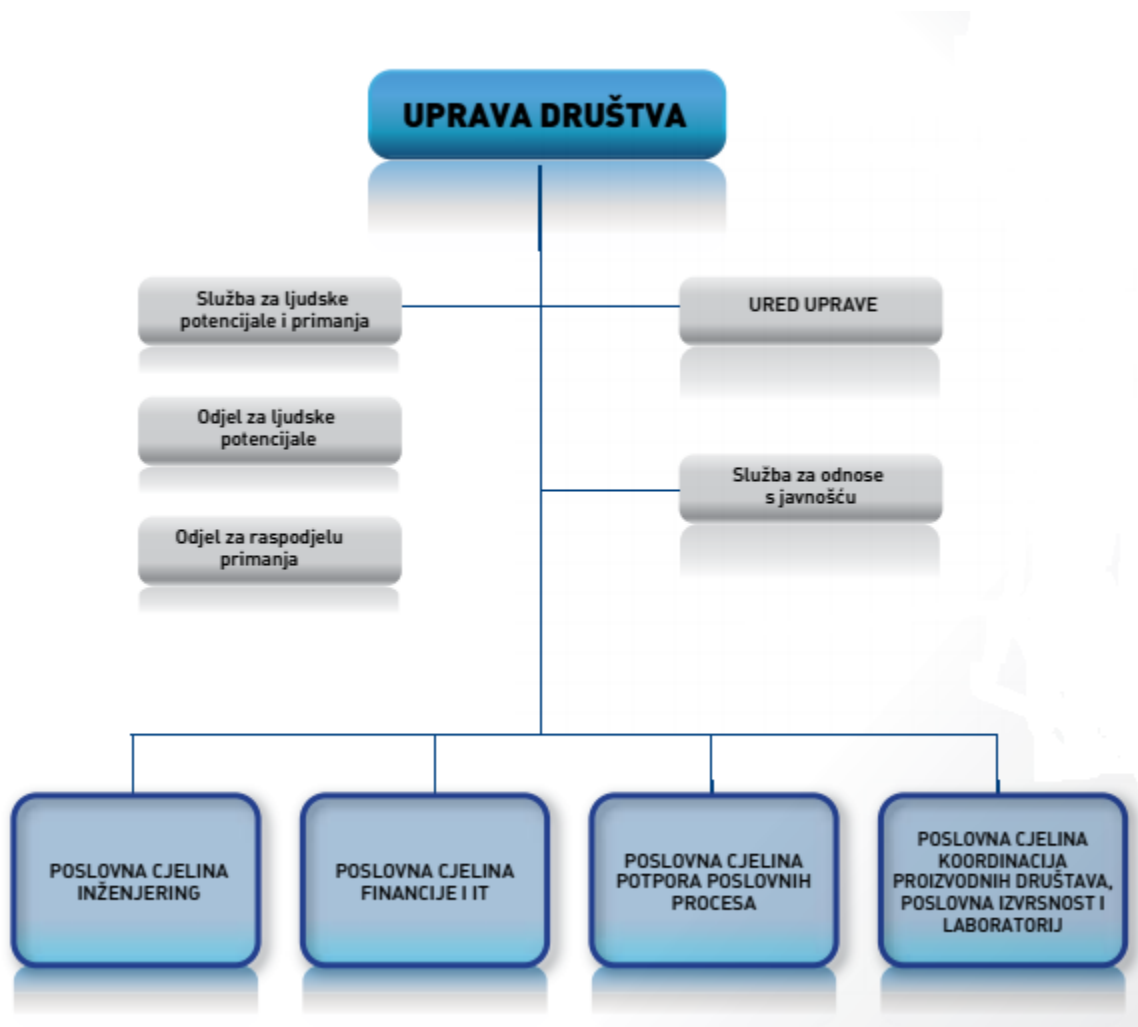 UPRAVA DRUŠTVA
Služba za ljudske
potencijale i primanja
URED UPRAVE
Odjel za ljudske
potencijale
Služba za odnose
s javnošću
Odjel za raspodjelu
primanja
POSLOVNA CJELINA
INŽENJERING
POSLOVNA CJELINA
FINANCIJE I IT
POSLOVNA CJELINA
POTPORA POSLOVNIH
PROCESA
POSLOVNA CJELINA
KOORDINACIJA
PROIZVODNIH DRUŠTAVA,
POSLOVNA IZVRSNOST I
LABORATORIJ